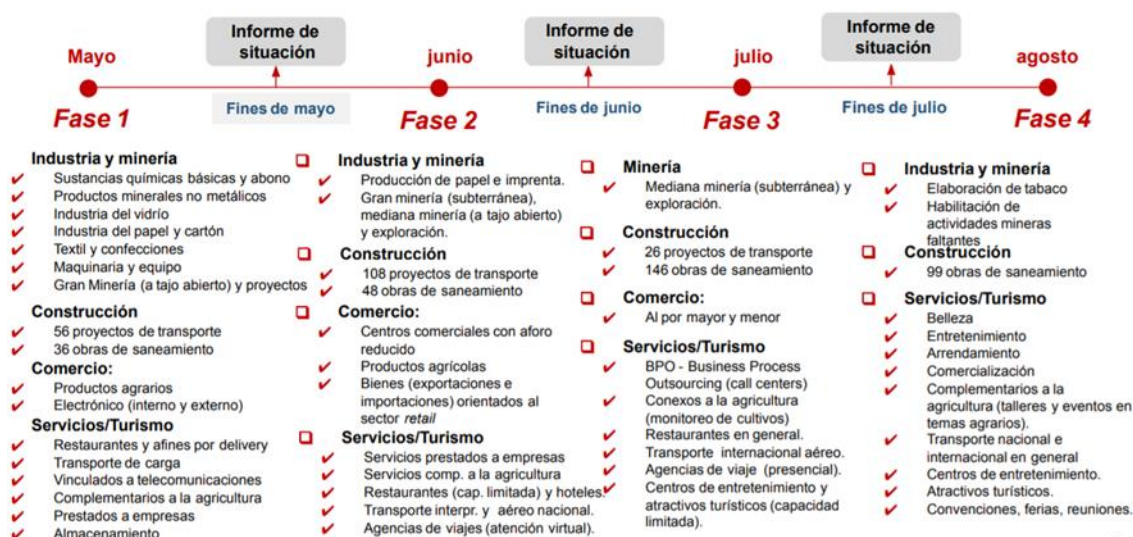 Informe de
situación
Informe de
situación
Informe de
situación
Mayo
junio
julio
agosto
Fines de mayo
Fines de junio
Fines de julio
Fase 1
Fase 2
Fase 3
Fase 4
Industria y minería
Sustancias químicas básicas y abono
Productos minerales no metálicos
Industria del vidrío
Industria del papel y cartón
Textil y confecciones
Maquinaria y equipo
Gran Minería (a tajo abierto) y proyectos
Construcción
56 proyectos de transporte
36 obras de saneamiento
Comercio:
Productos agrarios
Electrónico (interno y externo)
Servicios/Turismo
Restaurantes y afines por delivery
Transporte de carga
Vinculados a telecomunicaciones
Complementarios a la agricultura
Prestados a empresas
Almacenamiento
Industria y minería
Producción de papel e imprenta.
Gran minería (subterránea),
mediana minería (a tajo abierto)
y exploración.
Construcción
108 proyectos de transporte
48 obras de saneamiento
Comercio:
Centros comerciales con aforo
reducido
Productos agrícolas
Bienes (exportaciones e
importaciones) orientados al
sector retail
Servicios/Turismo
Servicios prestados a empresas
Servicios comp. a la agricultura
Restaurantes (cap. limitada) y hoteles.
Transporte interpr. y aéreo nacional.
Agencias de viajes (atención virtual).
Minería
Mediana minería (subterránea) y
exploración.
Construcción
26 proyectos de transporte
146 obras de saneamiento
Comercio:
Al por mayor y menor
Servicios/Turismo
BPO - Business Process
Outsourcing (call centers)
Conexos a la agricultura
(monitoreo de cultivos)
Restaurantes en general.
Transporte internacional aéreo.
Agencias de viaje (presencial).
Centros de entretenimiento y
atractivos turísticos (capacidad
limitada).
Industria y minería
Elaboración de tabaco
Habilitación de
actividades mineras
faltantes
Construcción
99 obras de saneamiento
Servicios/Turismo
Belleza
Entretenimiento
Arrendamiento
Comercialización
Complementarios a la
agricultura (talleres y eventos en
temas agrarios).
Transporte nacional e
internacional en general
Centros de entretenimiento.
Atractivos turísticos.
Convenciones, ferias, reuniones.